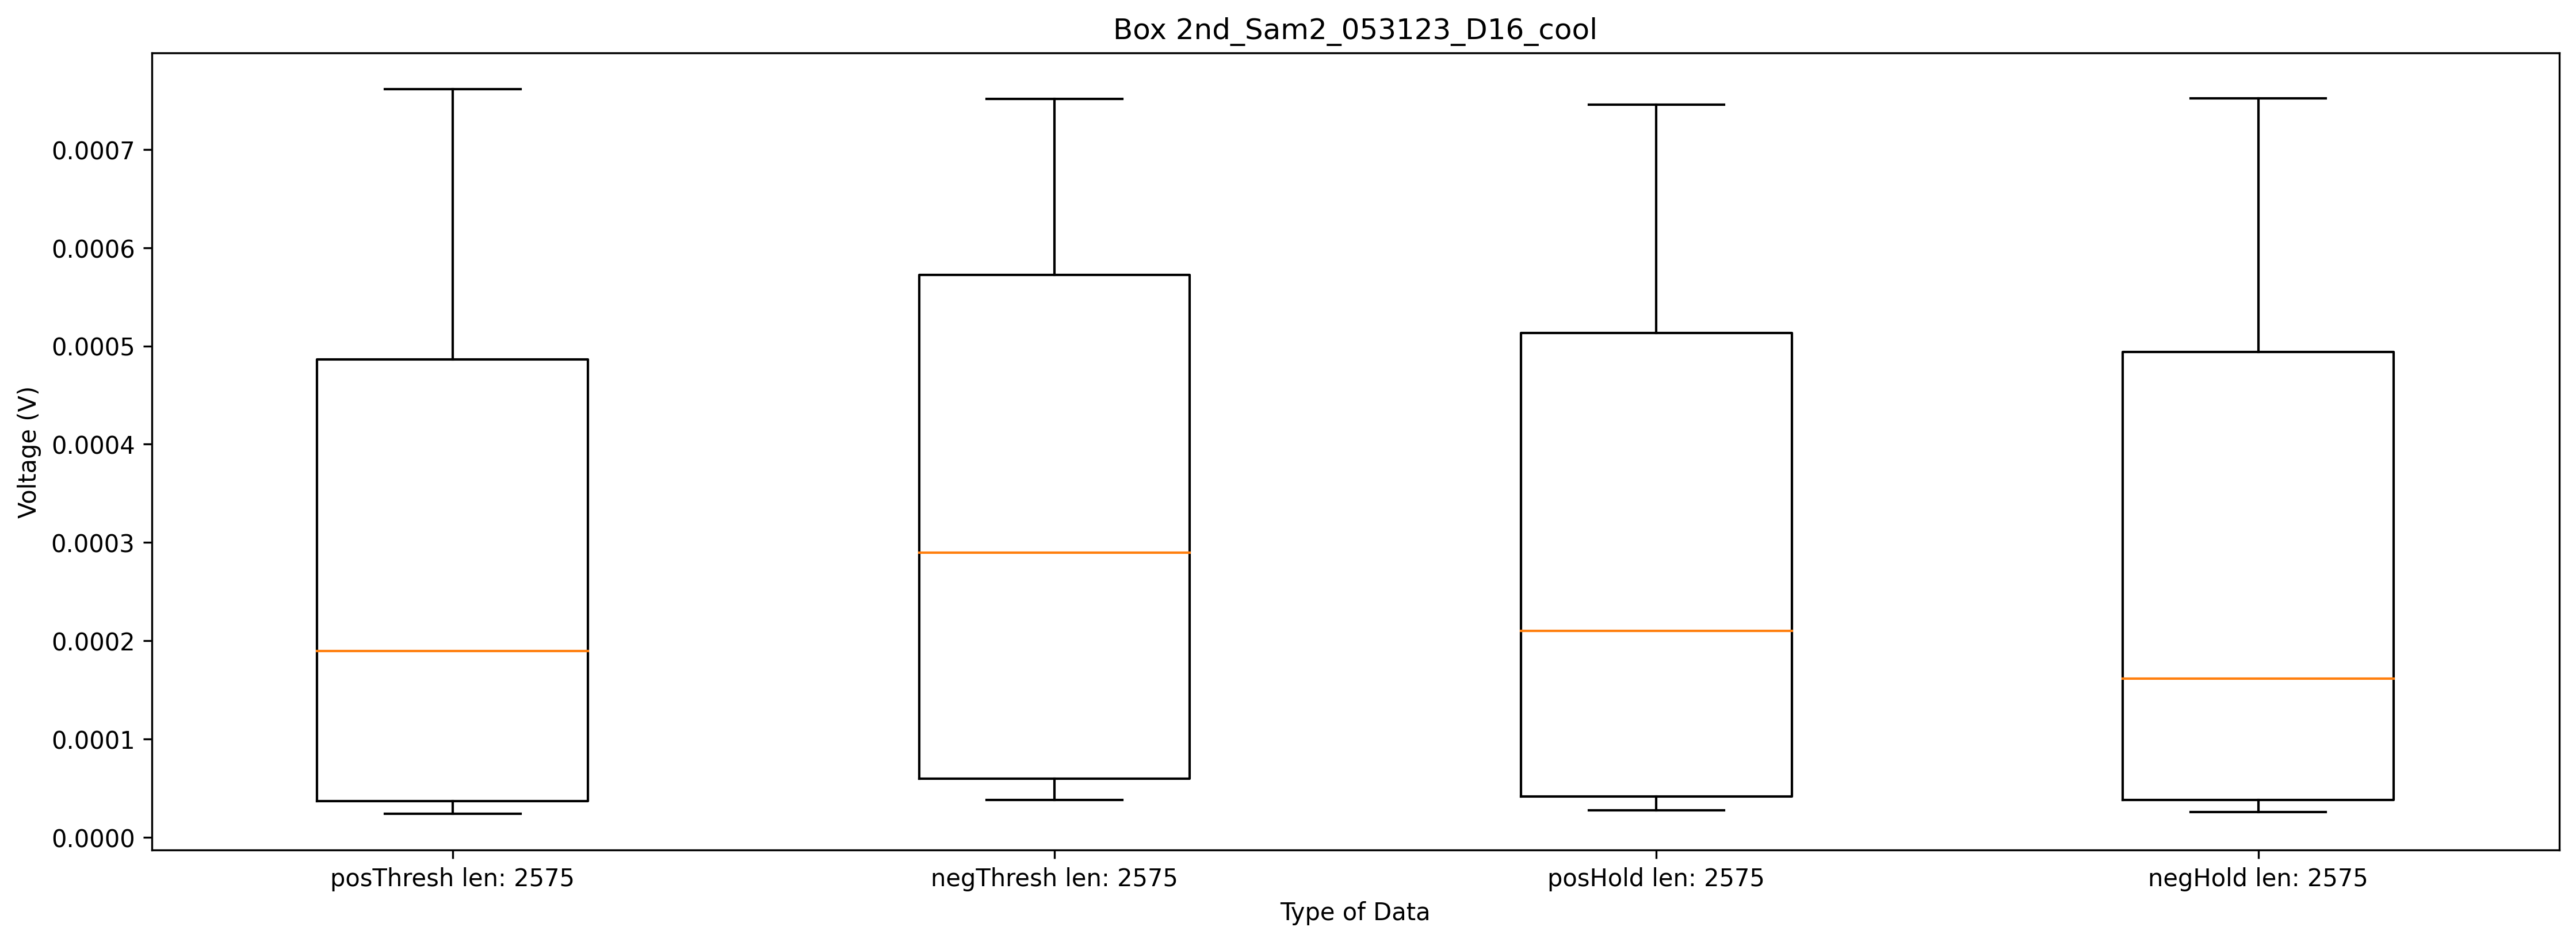 Box 2nd_Sam2_053123_D16_cool
0.0007
0.0006
0.0005
0.0004
0.0003
0.0002
0.0001
0.0000
Voltage (V)
posThresh len: 2575
negThresh len: 2575
posHold len: 2575
negHold len: 2575
Type of Data